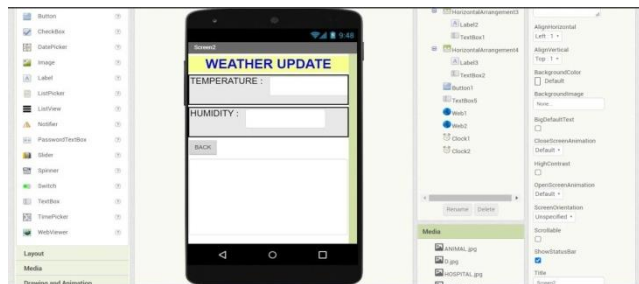 Button
CheckBox
DatePicker
Image
Label
ListPicker
ListView
Notifier
PasswordTextBox
Slider
Spinner
Switch
TextBox
TimePicker
WebViewer
Layout
Media
Drawing and Animation
9:48
Screen2
WEATHER UPDATE
TEMPERATURE :
HUMIDITY :
BACK
HorizontalArrangement3
Label2
TextBox1
HorizontalArrangement4
Label3
TextBox2
Button1
TextBox5
Web1
Web2
Clock1
Clock2
Rename Delete
Media
ANIMAL.jpg
D.jpg
HOSPITAL.jpg
AlignHorizontal
Left : 1
AlignVertical
Top : 1
BackgroundColor
Default
BackgroundImage
None...
BigDefaultText
CloseScreenAnimation
Default
HighContrast
OpenScreenAnimation
Default
ScreenOrientation
Unspecified
Scrollable
ShowStatusBar
Title
Screen2